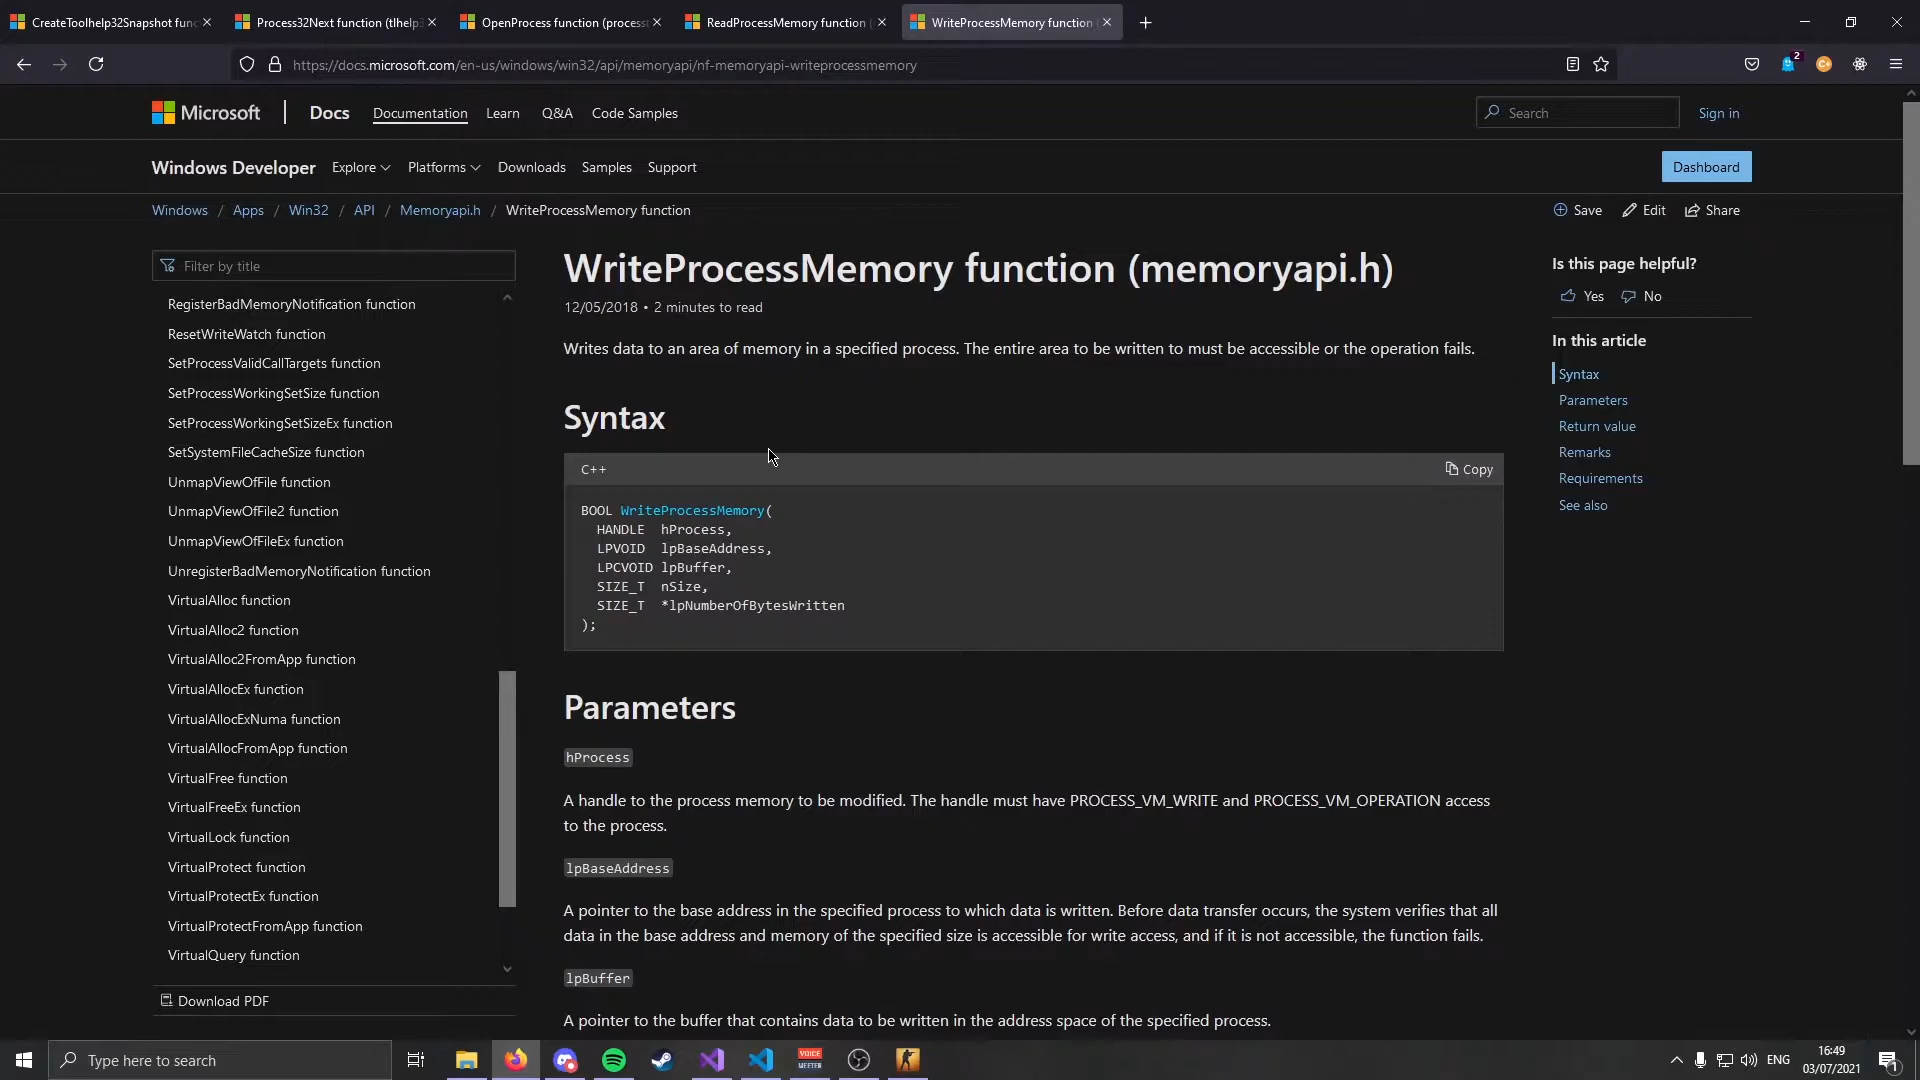 CreateToolhelp32Snapshot func
Process32Next function (tlhelp3
OpenProcess function (process
ReadProcessMemory function (
WriteProcessMemory function (
https://docs.microsoft.com/en-us/windows/win32/api/memoryapi/nf-memoryapi-writeprocessmemory
2
Microsoft
Docs
Documentation
Learn
Q&A
Code Samples
Search
Sign in
Windows Developer
Explore
Platforms
Downloads
Samples
Support
Dashboard
Windows / Apps / Win32 / API / Memoryapi.h / WriteProcessMemory function
Save
Edit
Share
Filter by title
RegisterBadMemoryNotification function
ResetWriteWatch function
SetProcessValidCallTargets function
SetProcessWorkingSetSize function
SetProcessWorkingSetSizeEx function
SetSystemFileCacheSize function
UnmapViewOfFile function
UnmapViewOfFile2 function
UnmapViewOfFileEx function
UnregisterBadMemoryNotification function
VirtualAlloc function
VirtualAlloc2 function
VirtualAlloc2FromApp function
VirtualAllocEx function
VirtualAllocExNuma function
VirtualAllocFromApp function
VirtualFree function
VirtualFreeEx function
VirtualLock function
VirtualProtect function
VirtualProtectEx function
VirtualProtectFromApp function
VirtualQuery function
Download PDF
WriteProcessMemory function (memoryapi.h)
12/05/2018 • 2 minutes to read
Writes data to an area of memory in a specified process. The entire area to be written to must be accessible or the operation fails.
Syntax
C++
Copy
BOOL WriteProcessMemory(
HANDLE hProcess,
LPVOID lpBaseAddress,
LPCVOID lpBuffer,
SIZE_T nSize,
SIZE_T *lpNumberOfBytesWritten
);
Parameters
hProcess
A handle to the process memory to be modified. The handle must have PROCESS_VM_WRITE and PROCESS_VM_OPERATION access
to the process.
lpBaseAddress
A pointer to the base address in the specified process to which data is written. Before data transfer occurs, the system verifies that all
data in the base address and memory of the specified size is accessible for write access, and if it is not accessible, the function fails.
lpBuffer
A pointer to the buffer that contains data to be written in the address space of the specified process.
Is this page helpful?
Yes
No
In this article
Syntax
Parameters
Return value
Remarks
Requirements
See also
Type here to search
VOICE
MEETER
ENG
16:49
03/07/2021
1